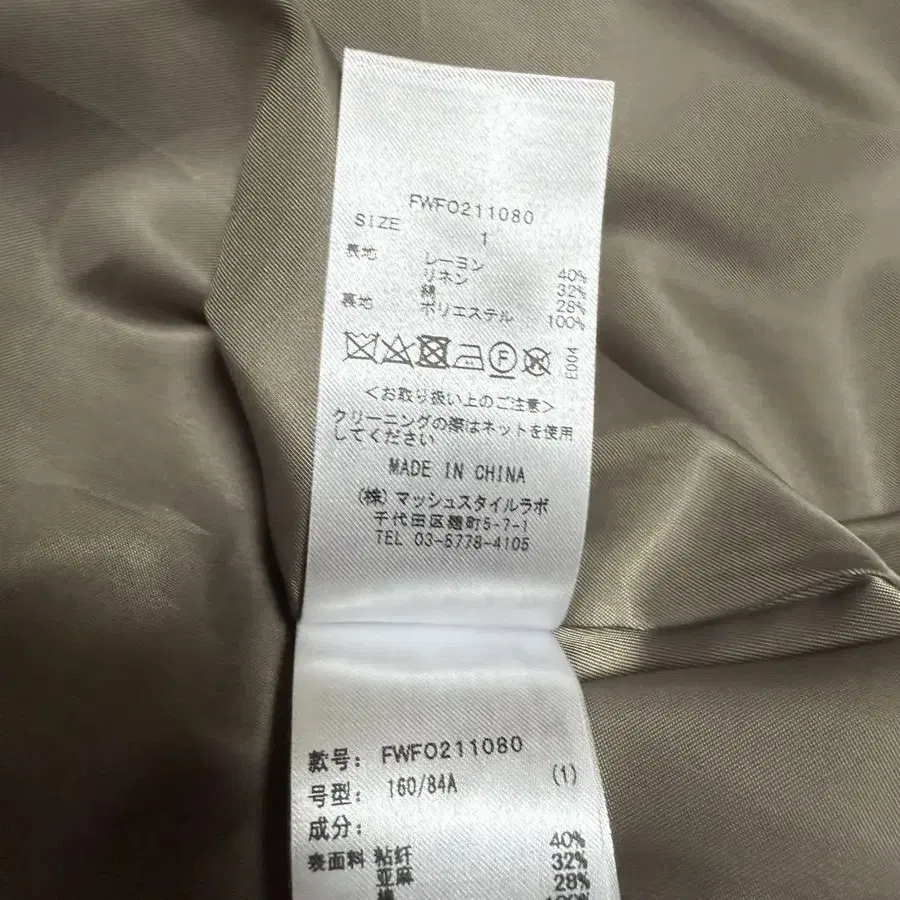 FWFO211080
SIZE 1
表地 レーヨン 40%
リネン 32%
綿 28%
裏地 ポリエステル 100%
F
E004
<お取り扱い上のご注意>
クリーニングの際はネットを使用
してください
MADE IN CHINA
(株) マッシュスタイルラボ
千代田区麹町5-7-1
TEL 03-6778-4105
款号: FWFO211080
号型: 160/84A (1)
成分:
表面料 粘纤 40%
亚麻 32%
棉 28%
100%